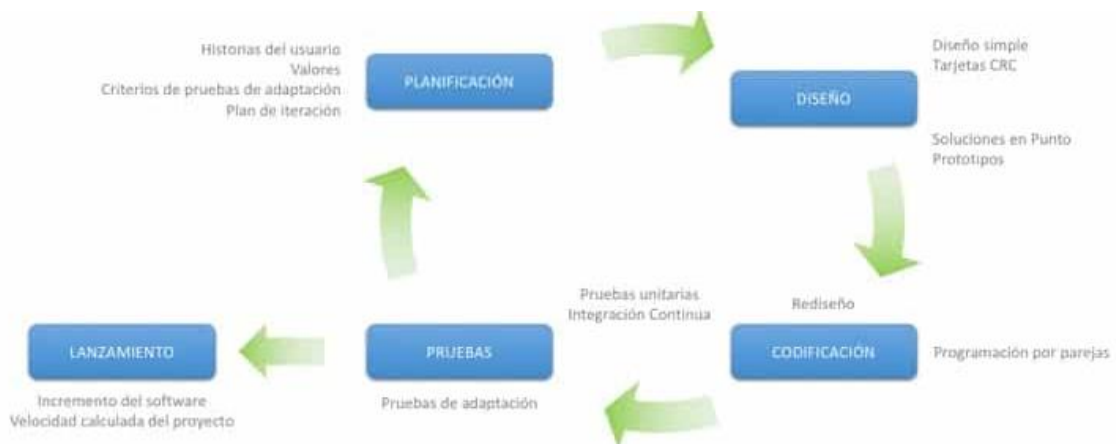 Historias del usuario
Valores
Criterios de pruebas de adaptación
Plan de iteración
PLANIFICACIÓN
Diseño simple
Tarjetas CRC
DISEÑO
Soluciones en Punto
Prototipos
Pruebas unitarias
Integración Continua
Rediseño
LANZAMIENTO
PRUEBAS
CODIFICACIÓN
Programación por parejas
Incremento del software
Velocidad calculada del proyecto
Pruebas de adaptación